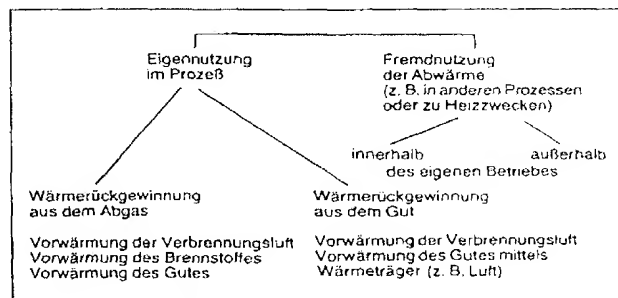 Eigennutzung
im Prozeß
Fremdnutzung
der Abwärme
(z. B. in anderen Prozessen
oder zu Heizzwecken)
innerhalb außerhalb
des eigenen Betriebes
Wärmerückgewinnung
aus dem Abgas
Vorwärmung der Verbrennungsluft
Vorwärmung des Brennstoffes
Vorwärmung des Gutes
Wärmerückgewinnung
aus dem Gut
Vorwärmung der Verbrennungsluft
Vorwärmung des Gutes mittels
Wärmeträger (z. B. Luft)